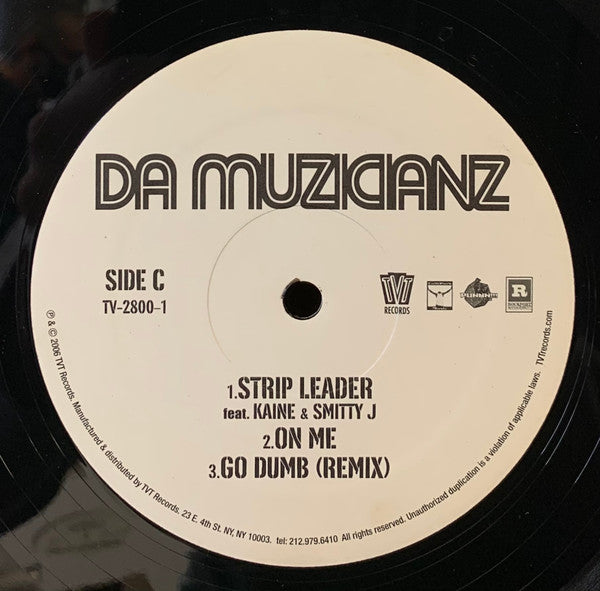 DA MUZICIANZ
SIDE C
TV-2800-1
TVT
RECORDS
R
1.STRIP LEADER
feat. KAINE & SMITTY J
2.ON ME
3.GO DUMB (REMIX)
℗ & © 2006 TVT Records. Manufactured & distributed by TVT Records. 23 E. 4th St. NY, NY 10003. tel: 212.979.6410 All rights reserved. Unauthorized duplication is a violation of applicable laws. TVTrecords.com